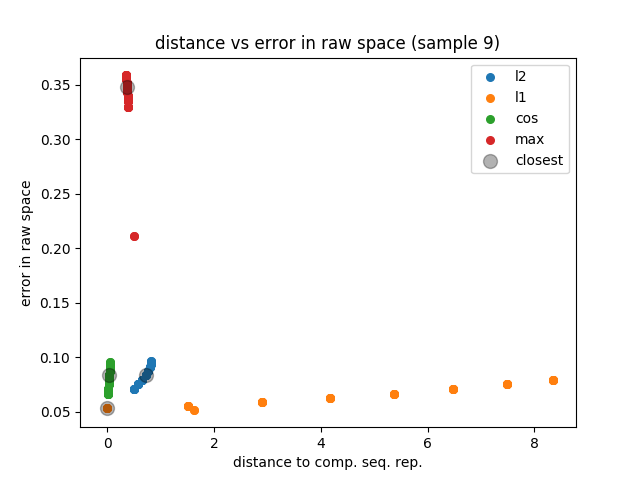 distance vs error in raw space (sample 9)
error in raw space
0.35
0.30
0.25
0.20
0.15
0.10
0.05
l2
l1
cos
max
closest
0 2 4 6 8
distance to comp. seq. rep.